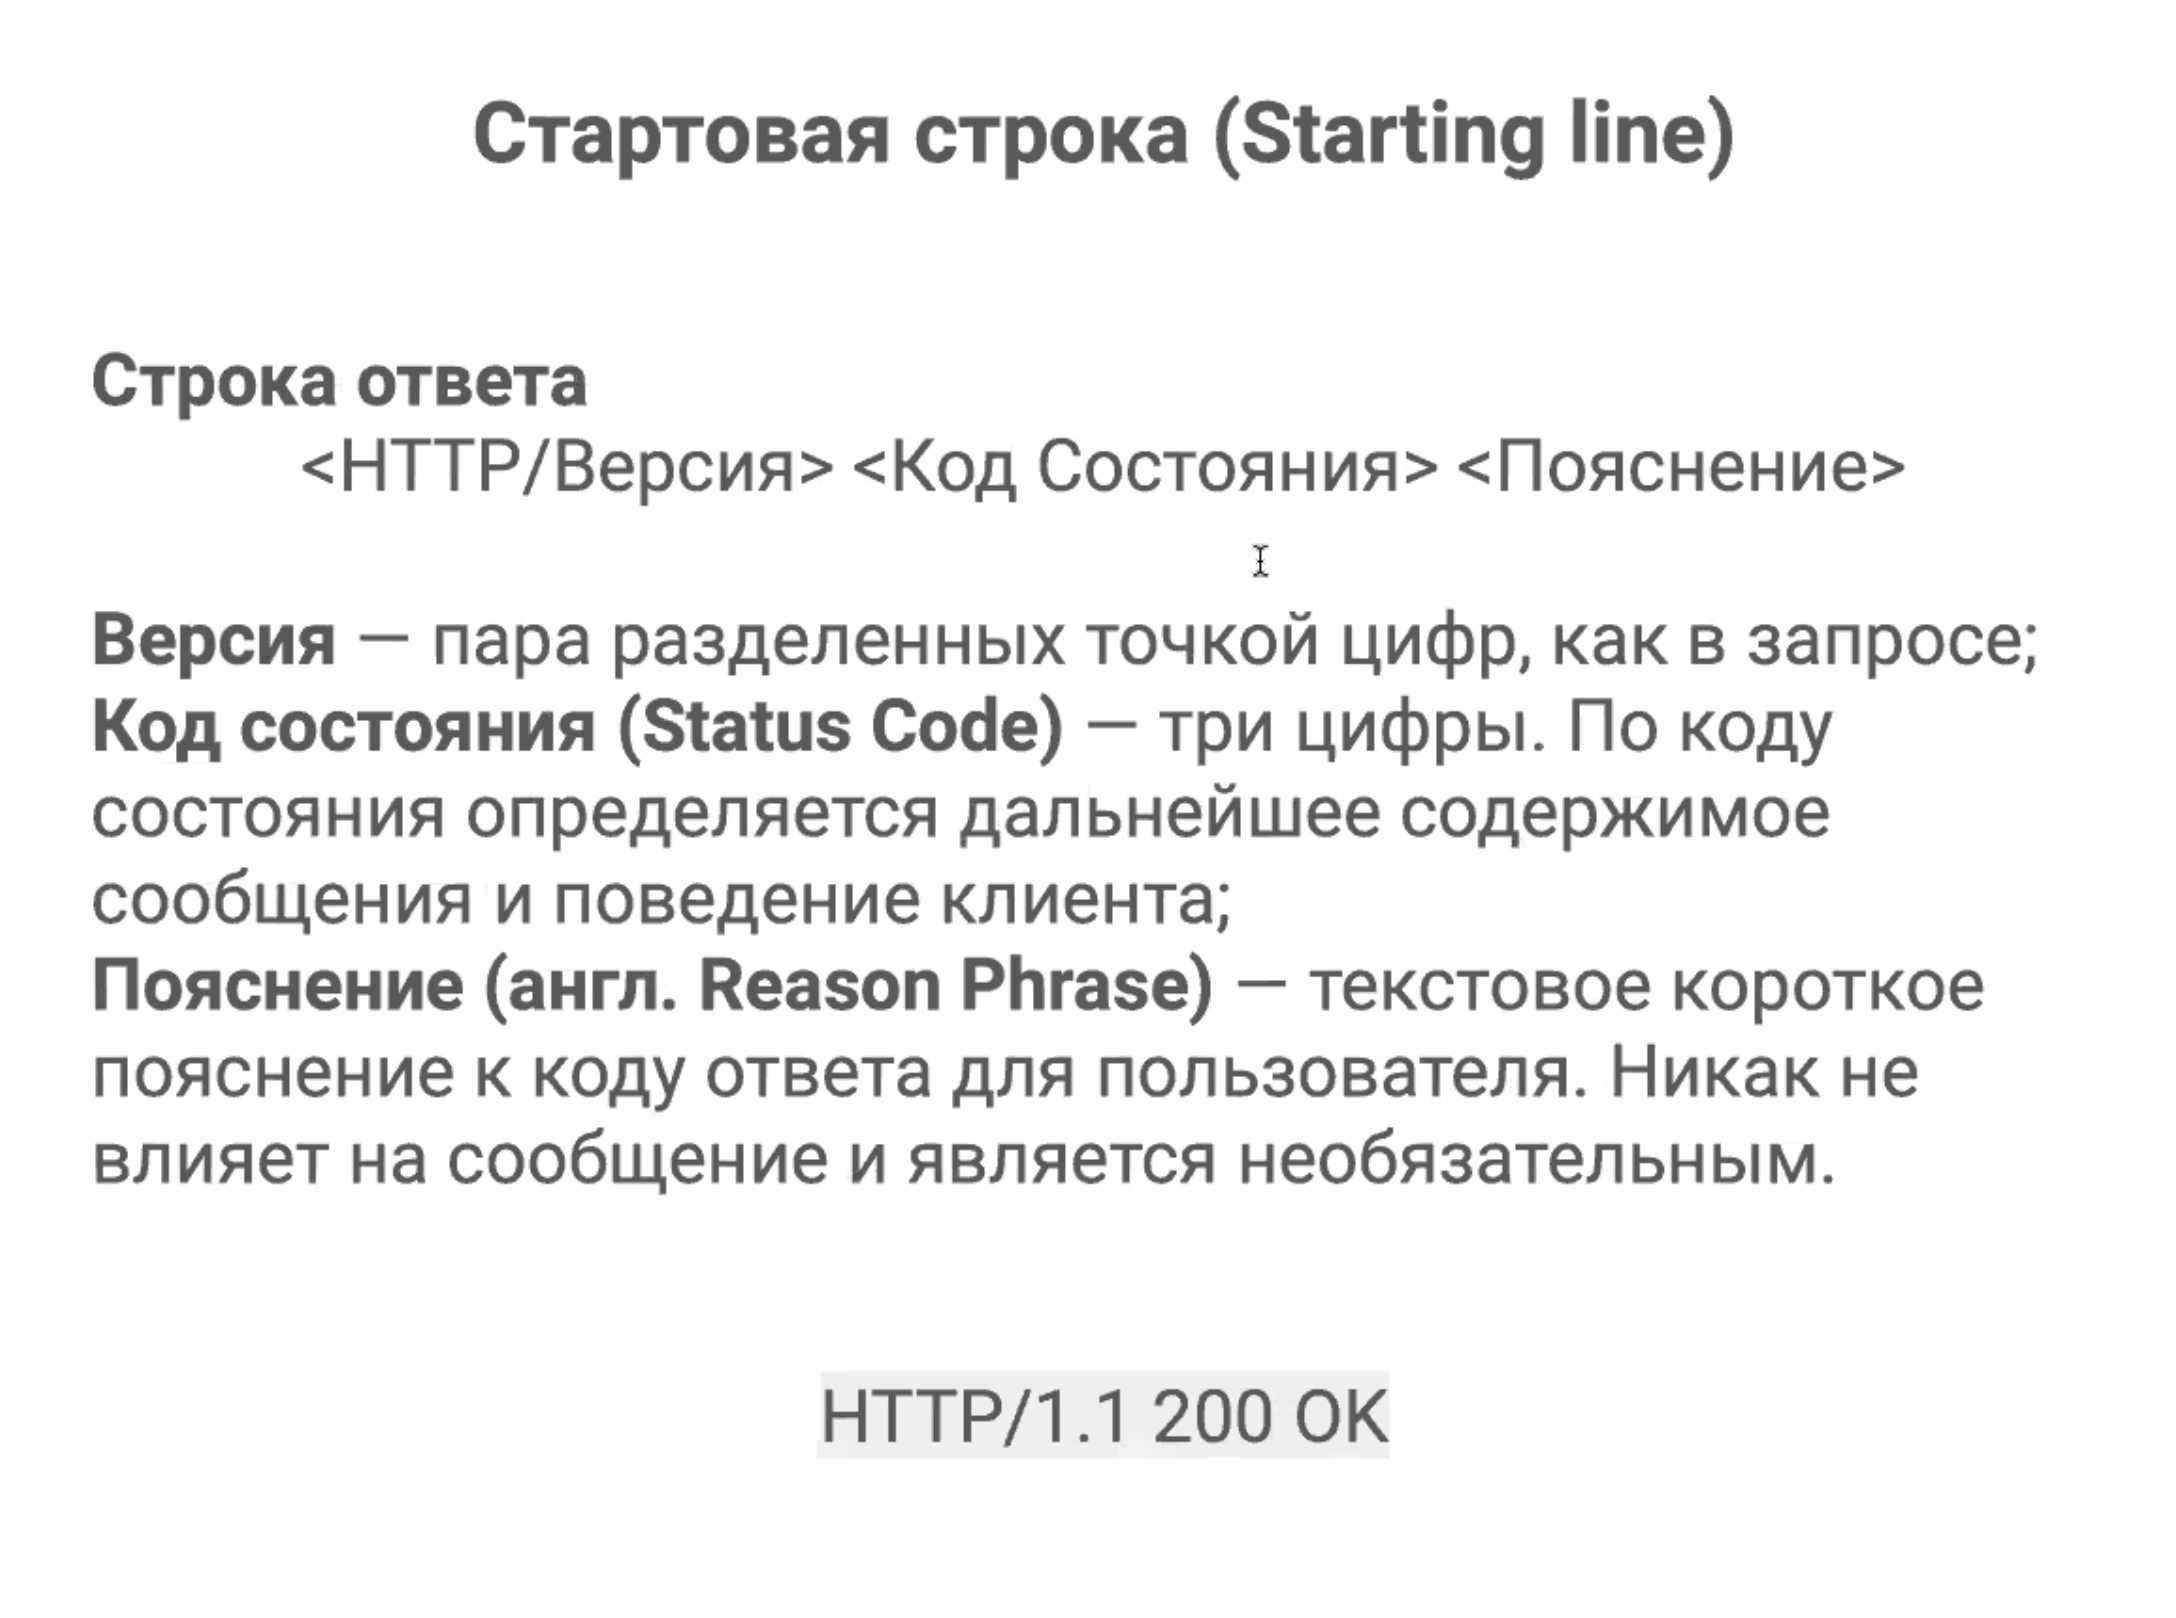 Стартовая строка (Starting line)
Строка ответа
<HTTP/Версия> <Код Состояния> <Пояснение>
Версия — пара разделенных точкой цифр, как в запросе;
Код состояния (Status Code) — три цифры. По коду
состояния определяется дальнейшее содержимое
сообщения и поведение клиента;
Пояснение (англ. Reason Phrase) — текстовое короткое
пояснение к коду ответа для пользователя. Никак не
влияет на сообщение и является необязательным.
HTTP/1.1 200 OK